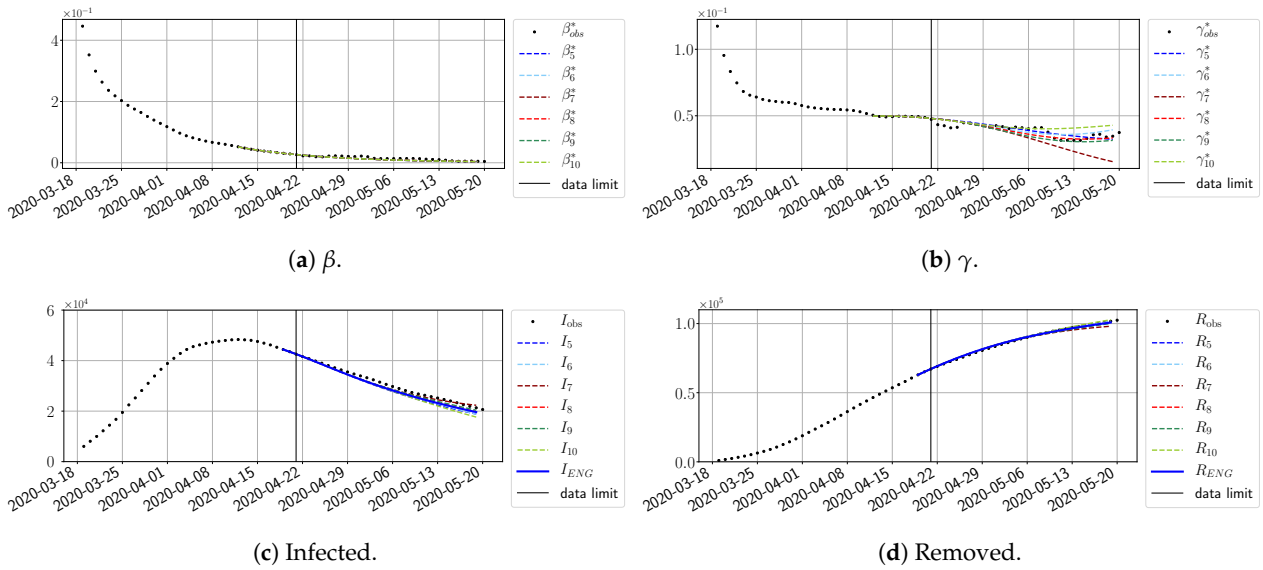 ×10⁻¹
4
2
0
2020-03-18
2020-03-25
2020-04-01
2020-04-08
2020-04-15
2020-04-22
2020-04-29
2020-05-06
2020-05-13
2020-05-20
β*obs
β*5
β*6
β*7
β*8
β*9
β*10
data limit
(a) β.
×10⁻¹
1.0
0.5
2020-03-18
2020-03-25
2020-04-01
2020-04-08
2020-04-15
2020-04-22
2020-04-29
2020-05-06
2020-05-13
2020-05-20
γ*obs
γ*5
γ*6
γ*7
γ*8
γ*9
γ*10
data limit
(b) γ.
×10⁴
6
4
2
0
2020-03-18
2020-03-25
2020-04-01
2020-04-08
2020-04-15
2020-04-22
2020-04-29
2020-05-06
2020-05-13
2020-05-20
Iobs
I5
I6
I7
I8
I9
I10
IENG
data limit
(c) Infected.
×10⁵
1.0
0.5
0.0
2020-03-18
2020-03-25
2020-04-01
2020-04-08
2020-04-15
2020-04-22
2020-04-29
2020-05-06
2020-05-13
2020-05-20
Robs
R5
R6
R7
R8
R9
R10
RENG
data limit
(d) Removed.